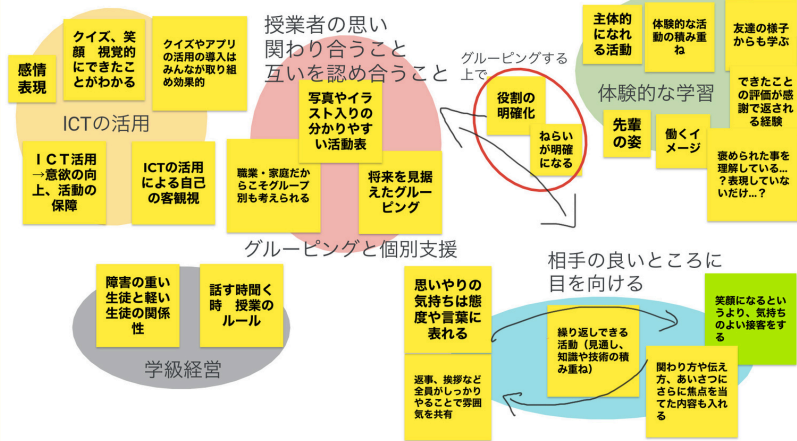 感情
表現
クイズ、笑
顔　視覚的
にできたこ
とがわかる
クイズやアプリ
の活用の導入は
みんなが取り組
め効果的
ICTの活用
ＩＣＴ活用
→意欲の向
上、活動の
保障
ICTの活用
による自己
の客観視
授業者の思い
関わり合うこと
互いを認め合うこと
写真やイラ
スト入りの
分かりやす
い活動表
職業・家庭だか
らこそグループ
別も考えられる
将来を見据
えたグルー
ピング
グルーピングと個別支援
グルーピングする
上で
役割の
明確化
ねらい
が明確
になる
主体的
になれ
る活動
体験的な活
動の積み重
ね
友達の様子
からも学ぶ
体験的な学習
できたこと
の評価が感
謝で返され
る経験
先輩
の姿
働くイ
メージ
褒められた事を
理解している…
？表現していな
いだけ…？
障害の重い
生徒と軽い
生徒の関係
性
話す時聞く
時　授業の
ルール
学級経営
相手の良いところに
目を向ける
思いやりの
気持ちは態
度や言葉に
表れる
繰り返しできる
活動（見通し、
知識や技術の積
み重ね）
笑顔になるとい
うより、気持ち
のよい接客をす
る
返事、挨拶など
全員がしっかり
やることで雰囲
気を共有
関わり方や伝え
方、あいさつに
さらに焦点を当
てた内容も入れ
る